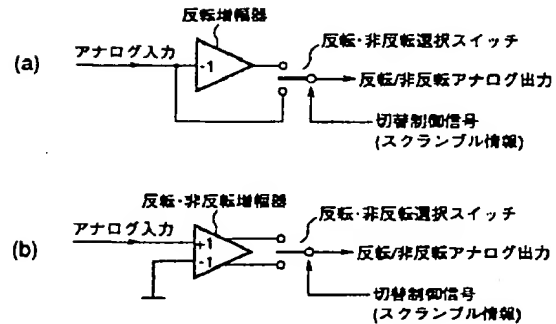 (a)
反転増幅器
アナログ入力
-1
反転・非反転選択スイッチ
反転/非反転アナログ出力
切替制御信号
(スクランブル情報)
(b)
反転・非反転増幅器
アナログ入力
+1
-1
反転・非反転選択スイッチ
反転/非反転アナログ出力
切替制御信号
(スクランブル情報)